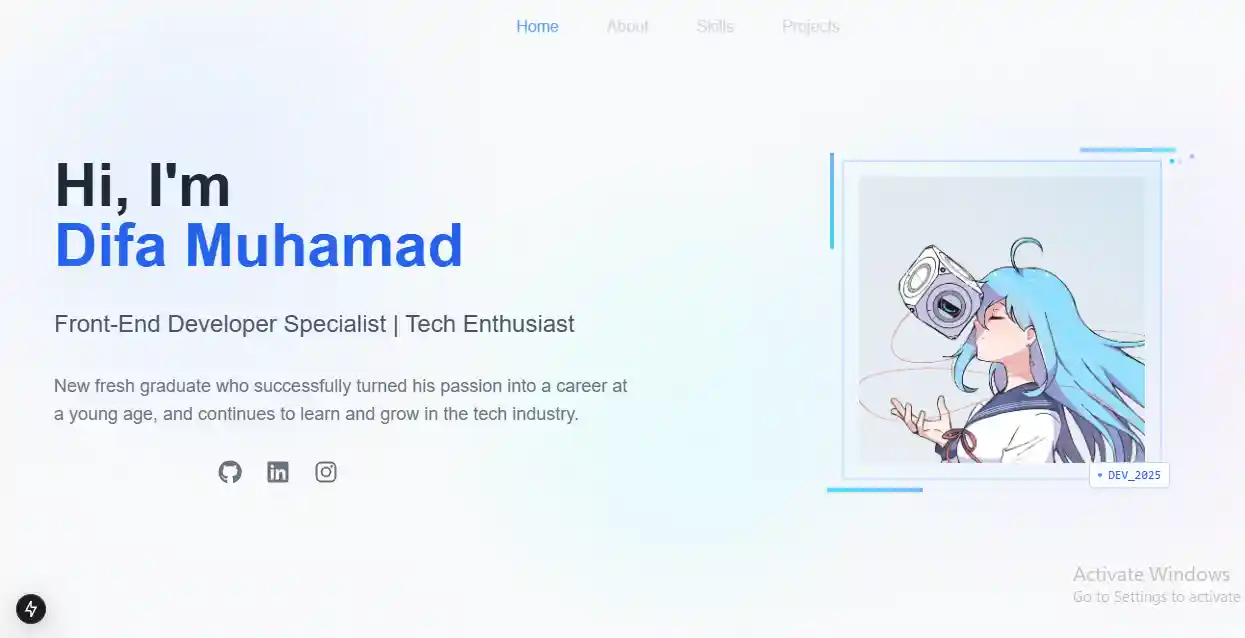 Home About Skills Projects
Hi, I'm
Difa Muhamad
Front-End Developer Specialist | Tech Enthusiast
New fresh graduate who successfully turned his passion into a career at
a young age, and continues to learn and grow in the tech industry.
in
DEV_2025
Activate Windows
Go to Settings to activate